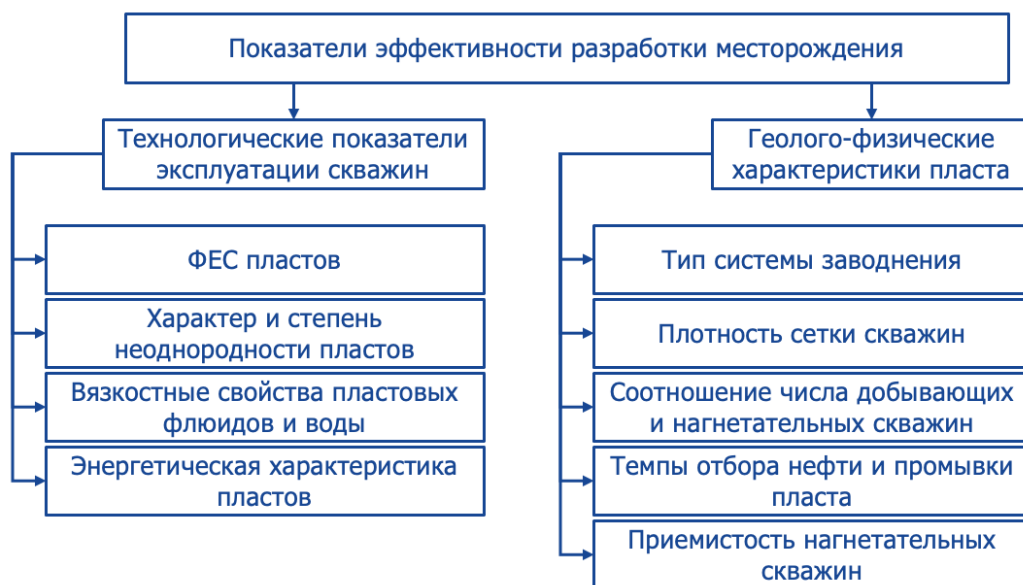 Показатели эффективности разработки месторождения
Технологические показатели
эксплуатации скважин
ФЕС пластов
Характер и степень
неоднородности пластов
Вязкостные свойства пластовых
флюидов и воды
Энергетическая характеристика
пластов
Геолого-физические
характеристики пласта
Тип системы заводнения
Плотность сетки скважин
Соотношение числа добывающих
и нагнетательных скважин
Темпы отбора нефти и промывки
пласта
Приемистость нагнетательных
скважин